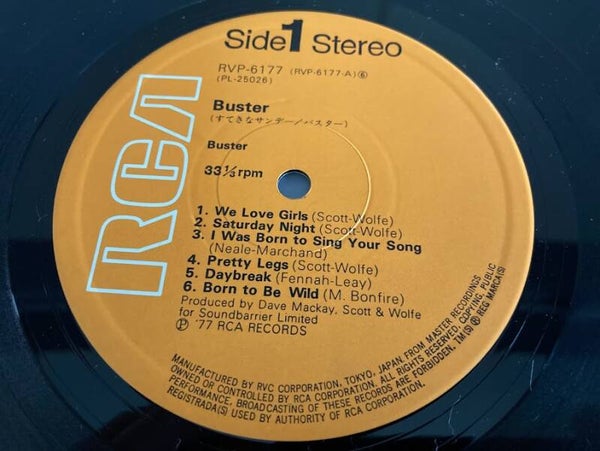 Side 1 Stereo
RVP-6177 (RVP-6177-A)⑥
(PL-25026)
RCA
Buster
(すてきなサンデー/バスター)
Buster
33⅓rpm
1. We Love Girls (Scott-Wolfe)
2. Saturday Night (Scott-Wolfe)
3. I Was Born to Sing Your Song
(Neale-Marchand)
4. Pretty Legs (Scott-Wolfe)
5. Daybreak (Fennah-Leay)
6. Born to Be Wild (M. Bonfire)
Produced by Dave Mackay, Scott & Wolfe
for Soundbarrier Limited
Ⓟ '77 RCA RECORDS
MANUFACTURED BY RVC CORPORATION, TOKYO, JAPAN, FROM MASTER RECORDINGS
OWNED OR CONTROLLED BY RCA CORPORATION. ALL RIGHTS RESERVED. COPYING, PUBLIC
PERFORMANCE, BROADCASTING OF THESE RECORDS ARE FORBIDDEN. TM(S) ® REG MARCA(S)
REGISTRADA(S) USED BY AUTHORITY OF RCA CORPORATION.